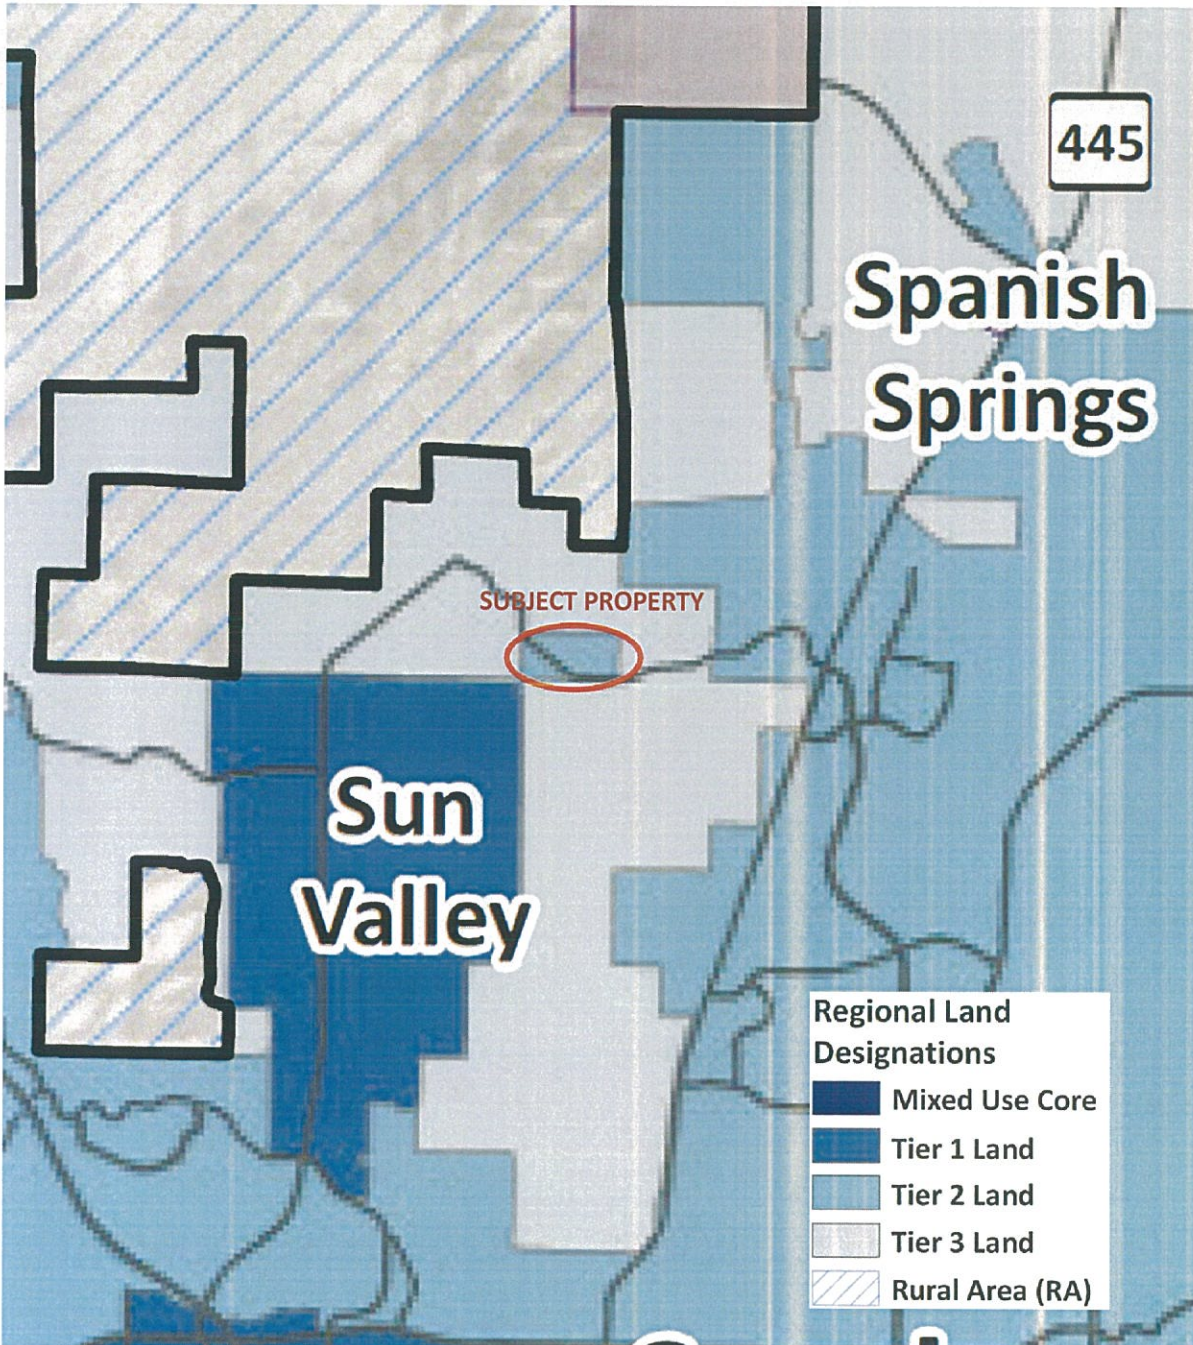 445
Spanish
Springs
SUBJECT PROPERTY
Sun
Valley
Regional Land
Designations
Mixed Use Core
Tier 1 Land
Tier 2 Land
Tier 3 Land
Rural Area (RA)